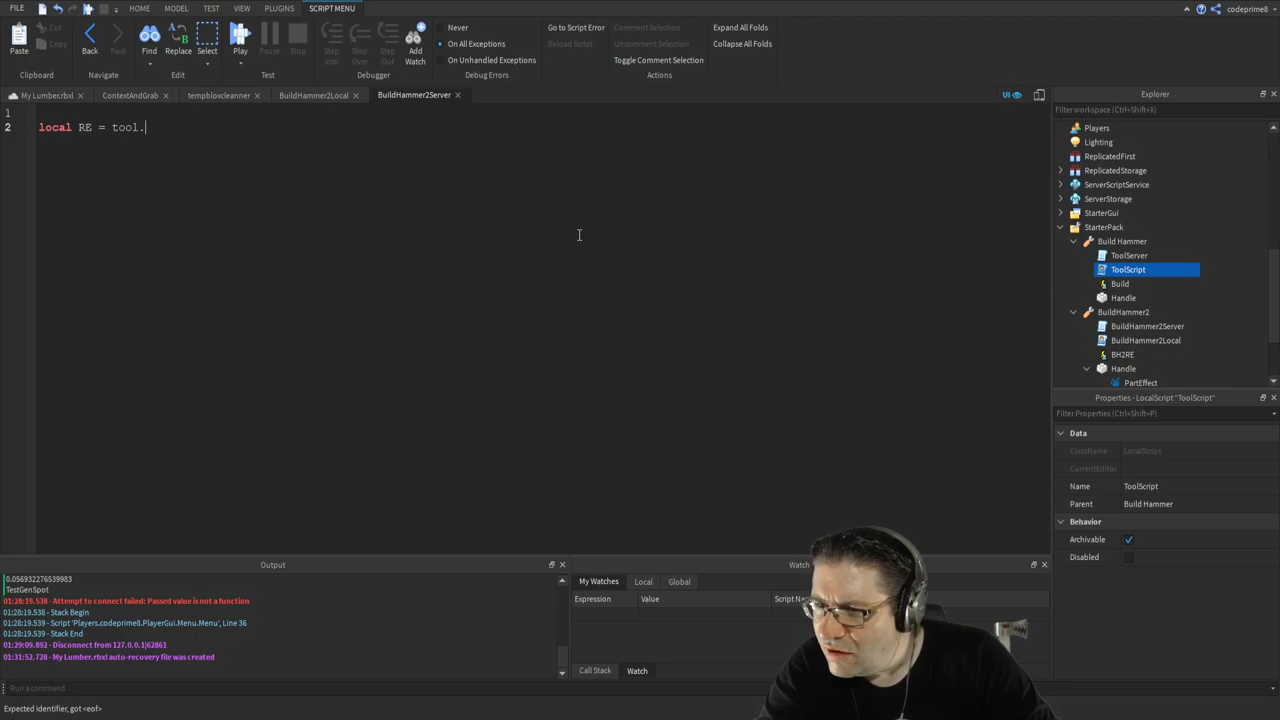 FILE HOME MODEL TEST VIEW PLUGINS SCRIPT MENU codeprime8
Paste Cut Copy Back Find Replace Select Play Pause Stop Step Into Step Over Step Out Add Watch
Never
On All Exceptions
On Unhandled Exceptions
Go to Script Error
Reload Script
Comment Selection
Uncomment Selection
Toggle Comment Selection
Expand All Folds
Collapse All Folds
Clipboard Navigate Edit Test Debugger Debug Errors Actions
My Lumber.rbxl × ContextAndGrab × tempbloxcleanner × BuildHammer2Local × BuildHammer2Server × UI
1
2 local RE = tool.
Explorer
Filter workspace (Ctrl+Shift+X)
Players
Lighting
ReplicatedFirst
ReplicatedStorage
ServerScriptService
ServerStorage
StarterGui
StarterPack
Build Hammer
ToolServer
ToolScript
Build
Handle
BuildHammer2
BuildHammer2Server
BuildHammer2Local
BH2RE
Handle
PartEffect
Properties - LocalScript "ToolScript"
Filter Properties (Ctrl+Shift+P)
Data
ClassName LocalScript
CurrentEditor
Name ToolScript
Parent Build Hammer
Behavior
Archivable
Disabled
Output
0.056932276539983
TestGenSpot
01:28:19.538 - Attempt to connect failed: Passed value is not a function
01:28:19.538 - Stack Begin
01:28:19.539 - Script 'Players.codeprime8.PlayerGui.Menu.Menu', Line 36
01:28:19.539 - Stack End
01:29:09.892 - Disconnect from 127.0.0.1|62861
01:31:52.728 - My Lumber.rbxl auto-recovery file was created
Watch
My Watches Local Global
Expression Value Script
Call Stack Watch
Run a command
Expected identifier, got <eof>